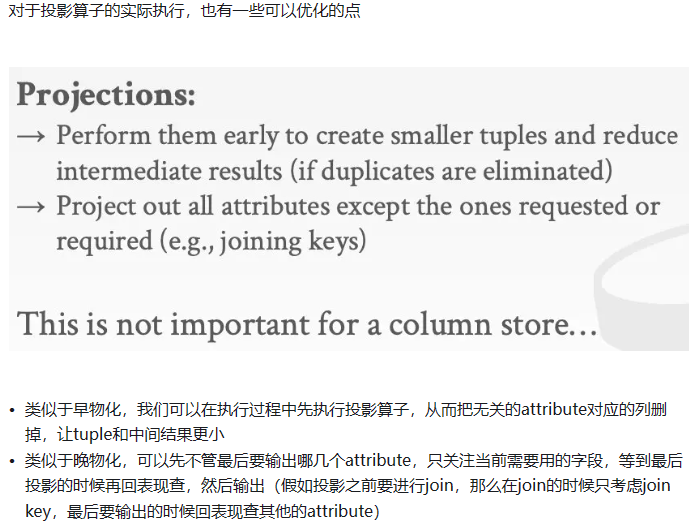 对于投影算子的实际执行，也有一些可以优化的点
Projections:
→ Perform them early to create smaller tuples and reduce
intermediate results (if duplicates are eliminated)
→ Project out all attributes except the ones requested or
required (e.g., joining keys)
This is not important for a column store…
• 类似于早物化，我们可以在执行过程中先执行投影算子，从而把无关的attribute对应的列删
掉，让tuple和中间结果更小
• 类似于晚物化，可以先不管最后要输出哪几个attribute，只关注当前需要用的字段，等到最后
投影的时候再回表现查，然后输出（假如投影之前要进行join，那么在join的时候只考虑join
key，最后要输出的时候回表现查其他的attribute）